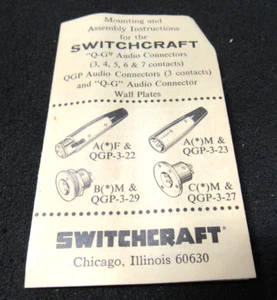 Mounting and
Assembly Instructions
for the
SWITCHCRAFT
"Q-G" Audio Connectors
(3, 4, 5, 6 & 7 contacts)
QGP Audio Connectors (3 contacts)
and "Q-G" Audio Connector
Wall Plates
A(*)F &
QGP-3-22
A(*)M &
QGP-3-23
B(*)M &
QGP-3-29
C(*)M &
QGP-3-27
SWITCHCRAFT®
Chicago, Illinois 60630